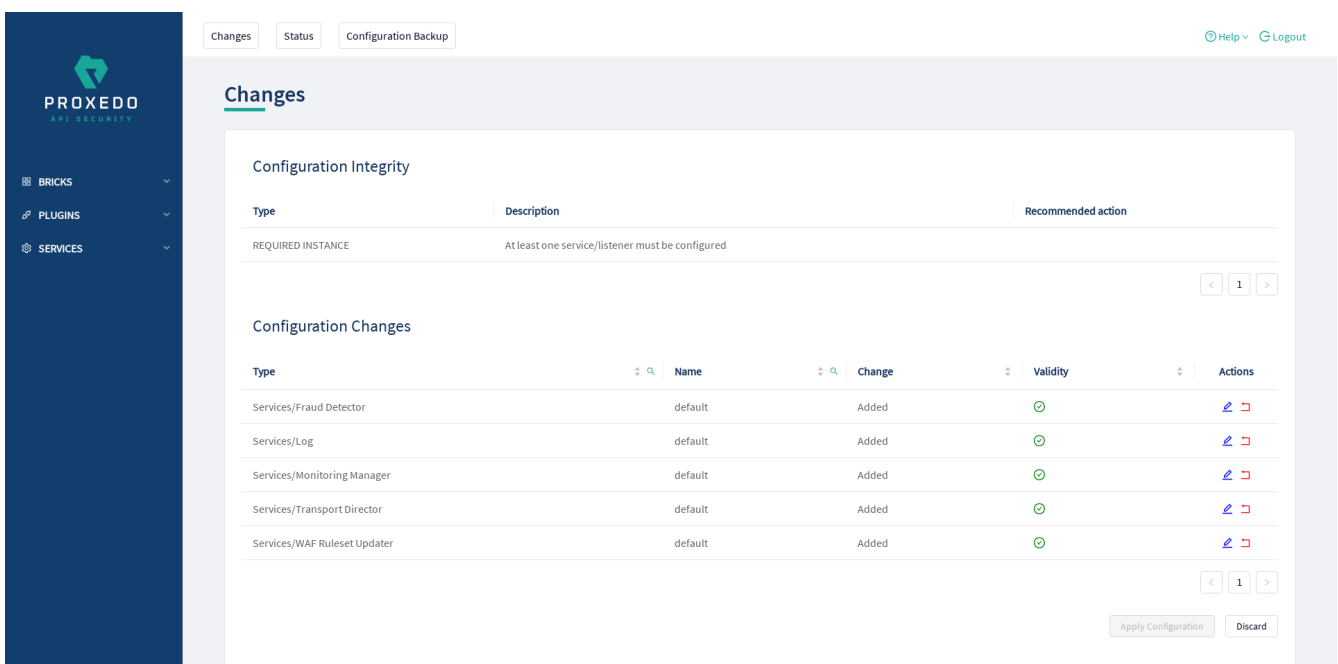 Changes Status Configuration Backup Help Logout
PROXEDO
API SECURITY
BRICKS
PLUGINS
SERVICES
Changes
Configuration Integrity
Type Description Recommended action
REQUIRED INSTANCE At least one service/listener must be configured
1
Configuration Changes
Type Name Change Validity Actions
Services/Fraud Detector default Added
Services/Log default Added
Services/Monitoring Manager default Added
Services/Transport Director default Added
Services/WAF Ruleset Updater default Added
1
Apply Configuration Discard